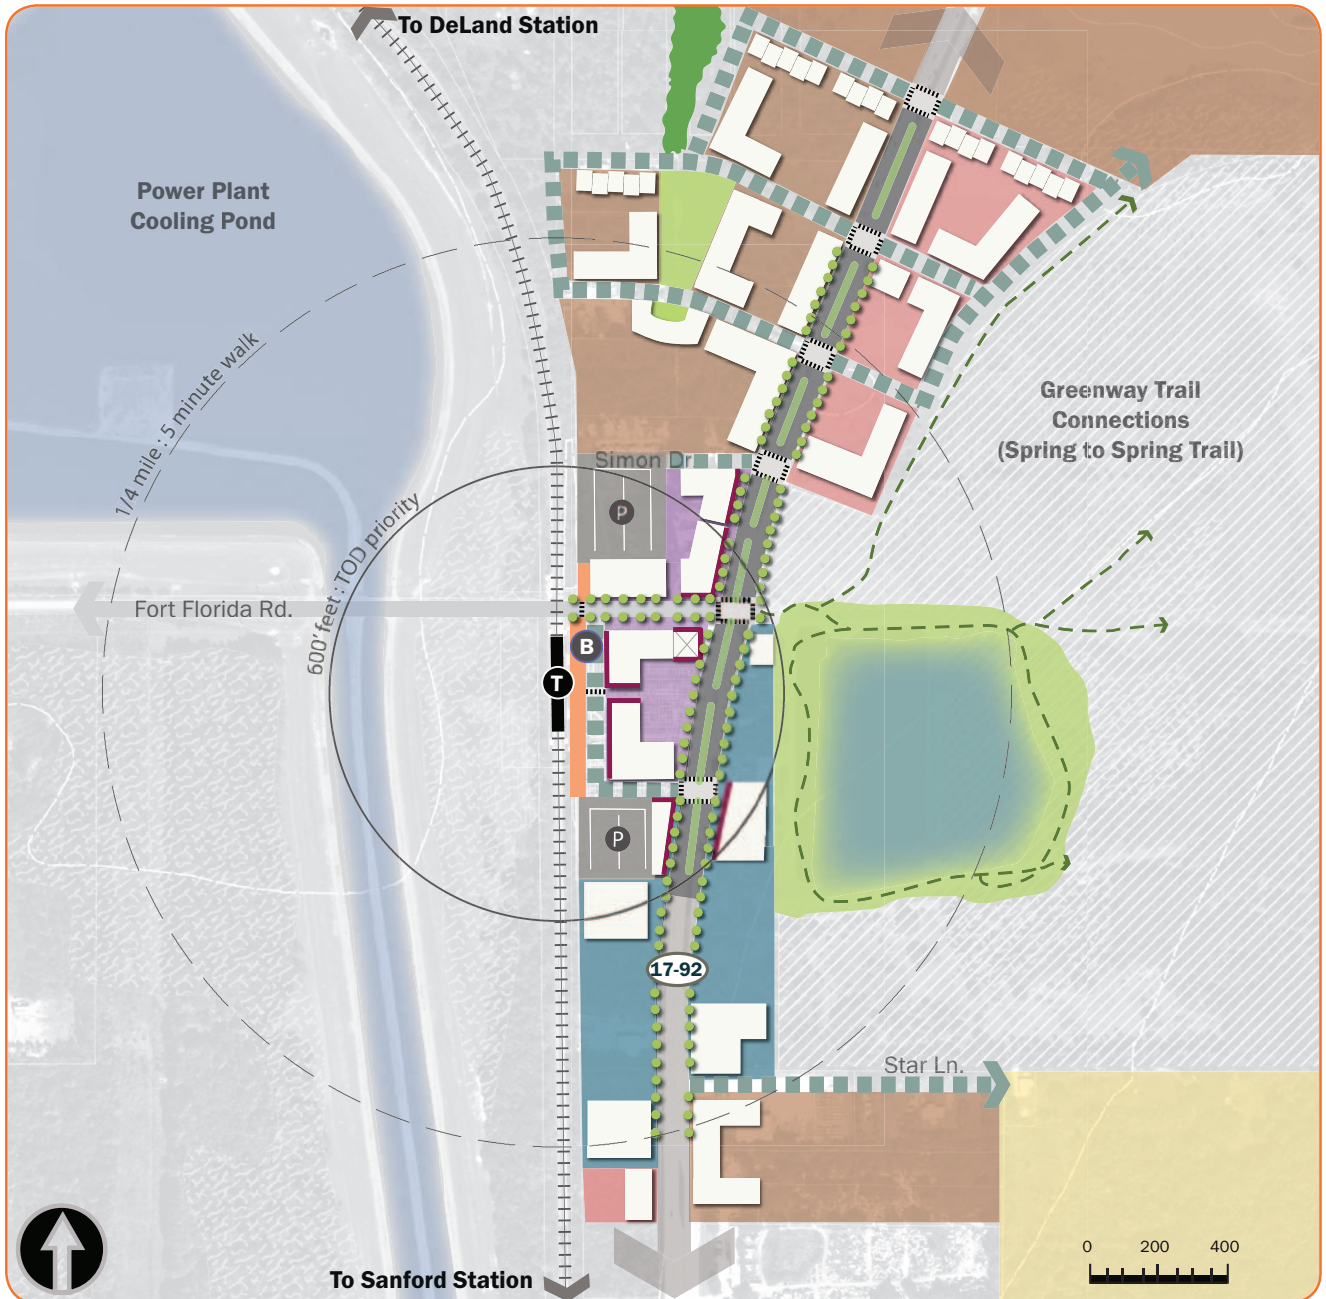 To DeLand Station
Power Plant
Cooling Pond
1/4 mile : 5 minute walk
Greenway Trail
Connections
(Spring to Spring Trail)
Simon Dr
P
600' feet : TOD priority
Fort Florida Rd.
B
T
P
17-92
Star Ln.
0 200 400
To Sanford Station